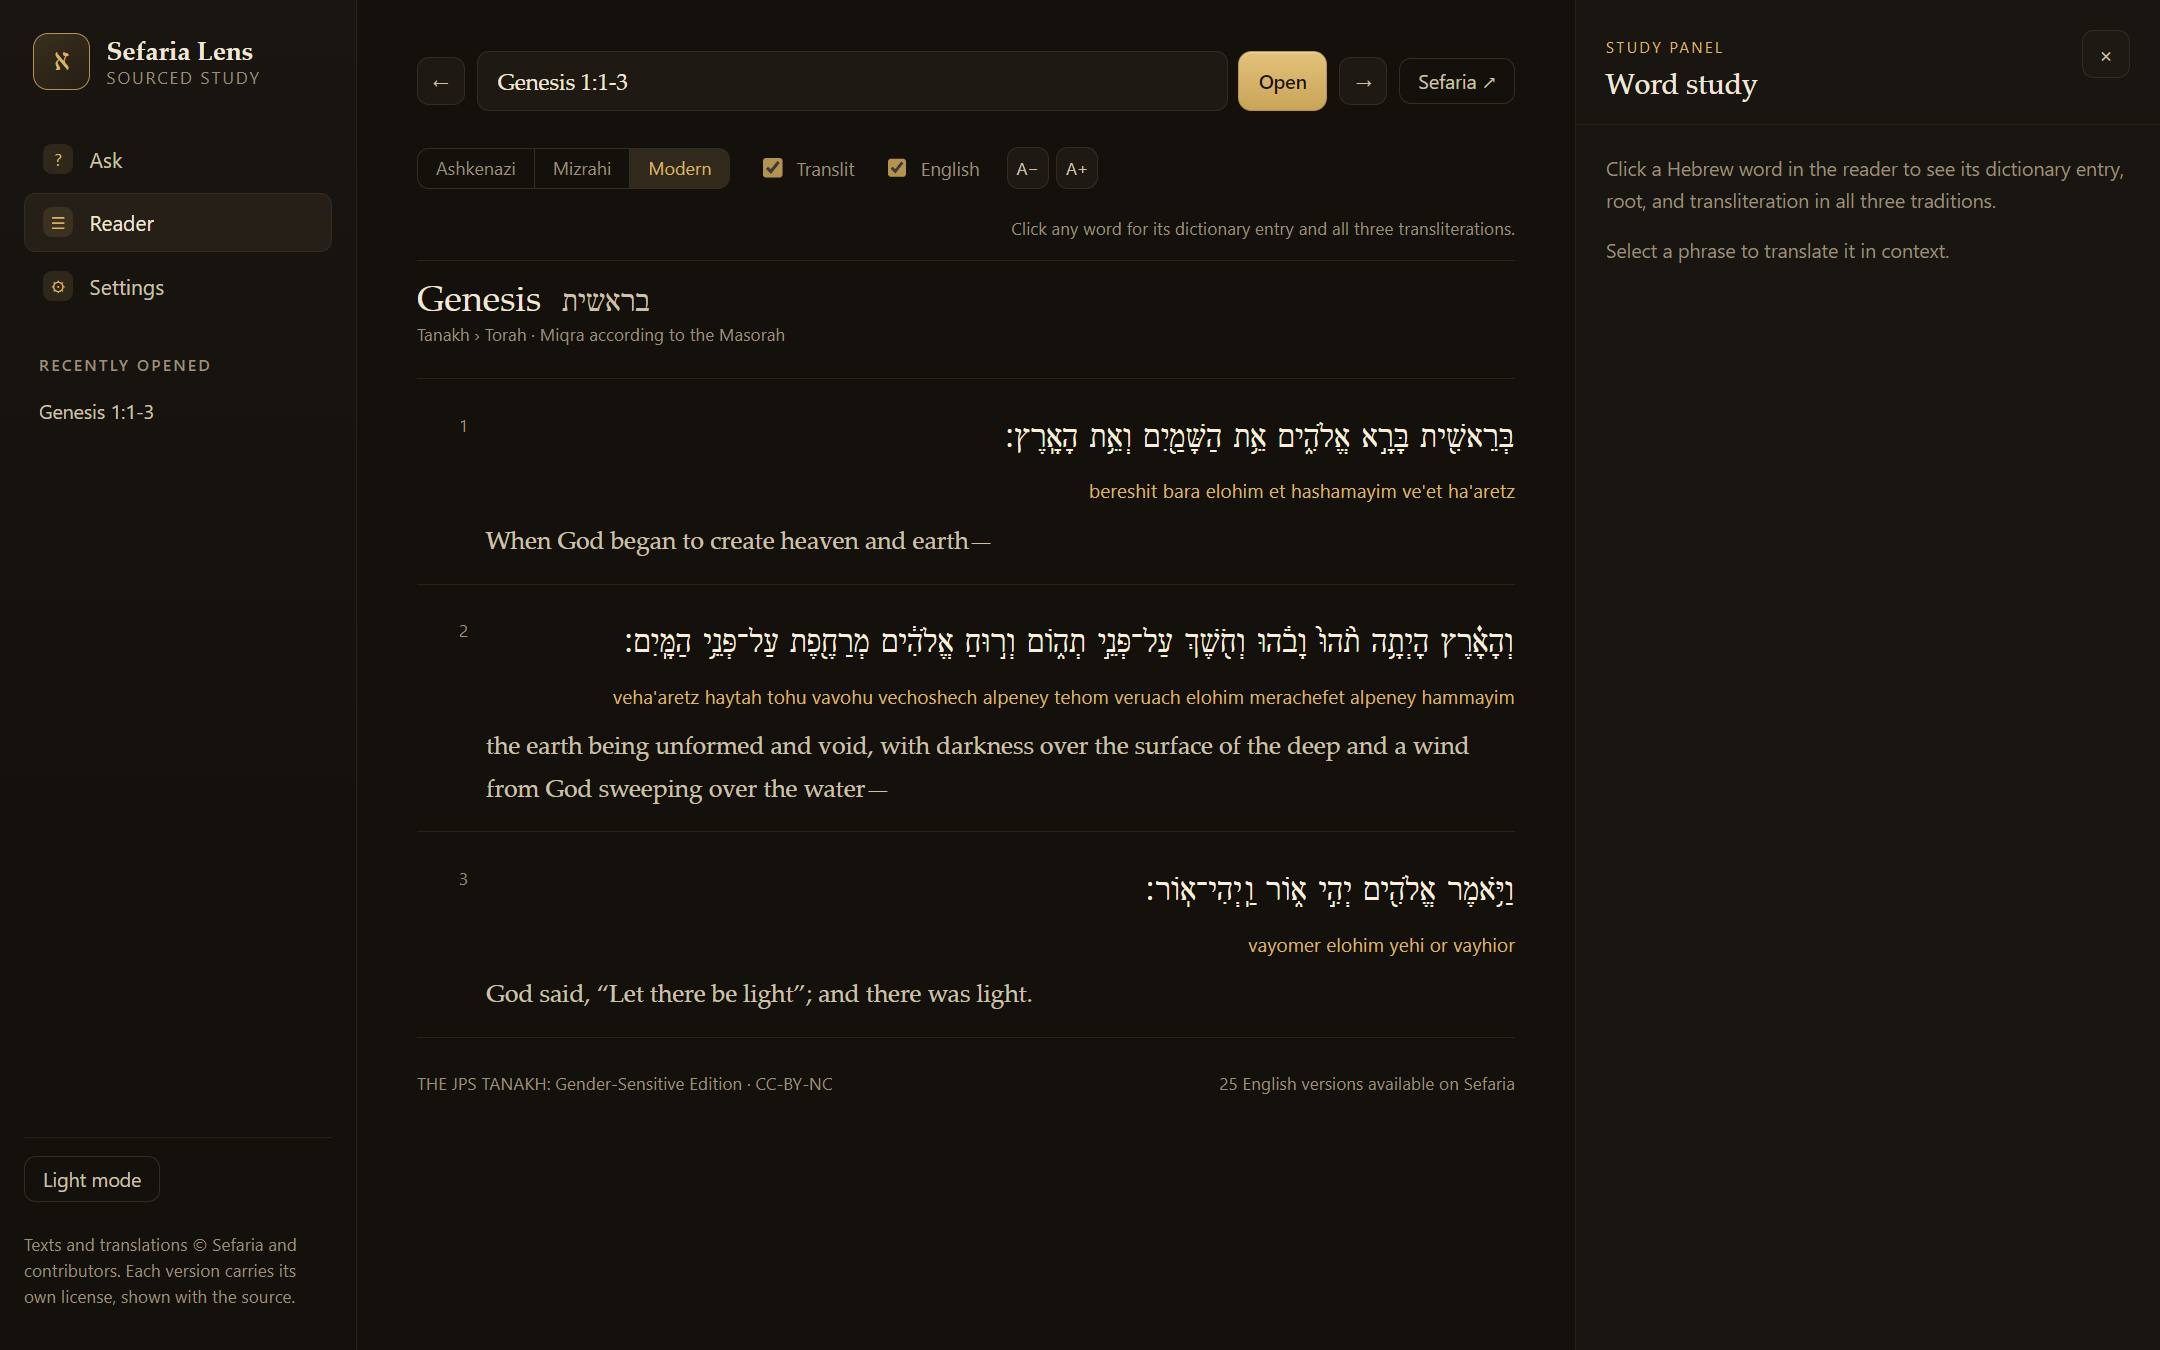 א
Sefaria Lens
SOURCED STUDY
? Ask
☰ Reader
⚙ Settings
RECENTLY OPENED
Genesis 1:1-3
Light mode
Texts and translations © Sefaria and
contributors. Each version carries its
own license, shown with the source.
← Genesis 1:1-3 Open → Sefaria ↗
Ashkenazi Mizrahi Modern Translit English A− A+
Click any word for its dictionary entry and all three transliterations.
Genesis בראשית
Tanakh › Torah · Miqra according to the Masorah
1
בְּרֵאשִׁ֖ית בָּרָ֣א אֱלֹהִ֑ים אֵ֥ת הַשָּׁמַ֖יִם וְאֵ֥ת הָאָֽרֶץ׃
bereshit bara elohim et hashamayim ve'et ha'aretz
When God began to create heaven and earth—
2
וְהָאָ֗רֶץ הָיְתָ֥ה תֹ֙הוּ֙ וָבֹ֔הוּ וְחֹ֖שֶׁךְ עַל־פְּנֵ֣י תְה֑וֹם וְר֣וּחַ אֱלֹהִ֔ים מְרַחֶ֖פֶת עַל־פְּנֵ֥י הַמָּֽיִם׃
veha'aretz haytah tohu vavohu vechoshech alpeney tehom veruach elohim merachefet alpeney hammayim
the earth being unformed and void, with darkness over the surface of the deep and a wind
from God sweeping over the water—
3
וַיֹּ֥אמֶר אֱלֹהִ֖ים יְהִ֣י א֑וֹר וַֽיְהִי־אֽוֹר׃
vayomer elohim yehi or vayhior
God said, “Let there be light”; and there was light.
THE JPS TANAKH: Gender-Sensitive Edition · CC-BY-NC
25 English versions available on Sefaria
STUDY PANEL
Word study
×
Click a Hebrew word in the reader to see its dictionary entry,
root, and transliteration in all three traditions.
Select a phrase to translate it in context.